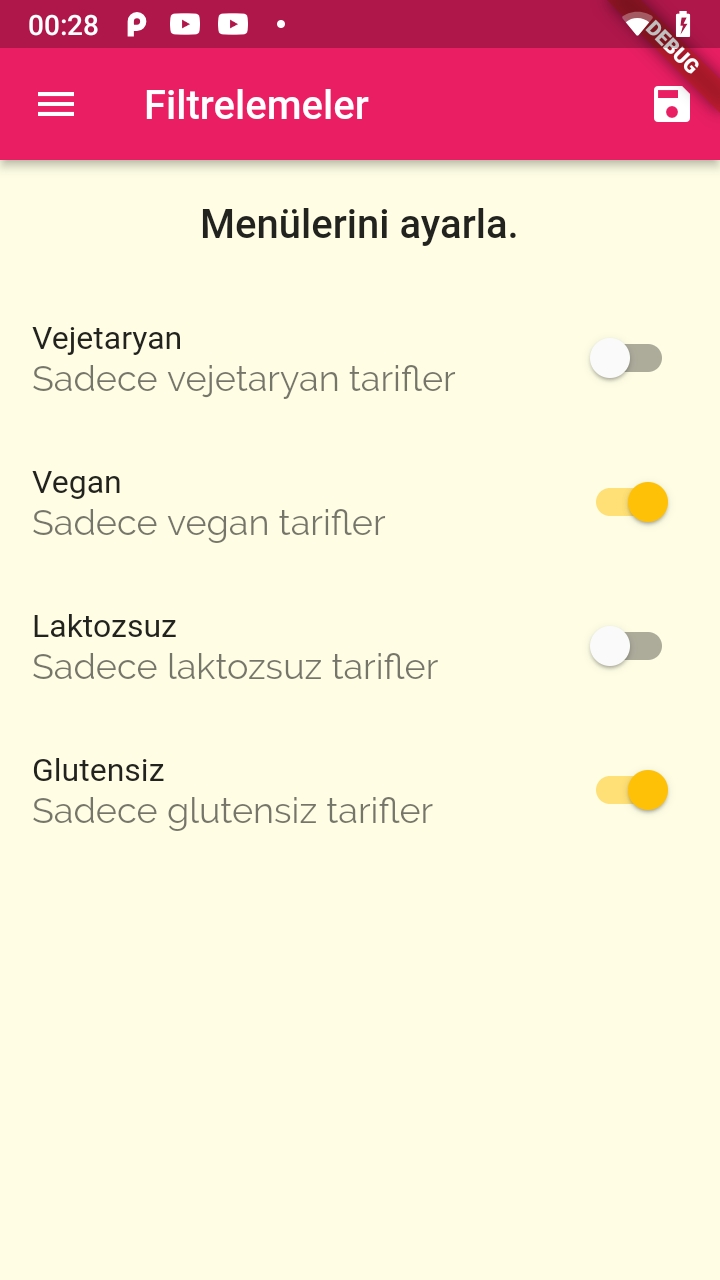 00:28
DEBUG
Filtrelemeler
Menülerini ayarla.
Vejetaryan
Sadece vejetaryan tarifler
Vegan
Sadece vegan tarifler
Laktozsuz
Sadece laktozsuz tarifler
Glutensiz
Sadece glutensiz tarifler